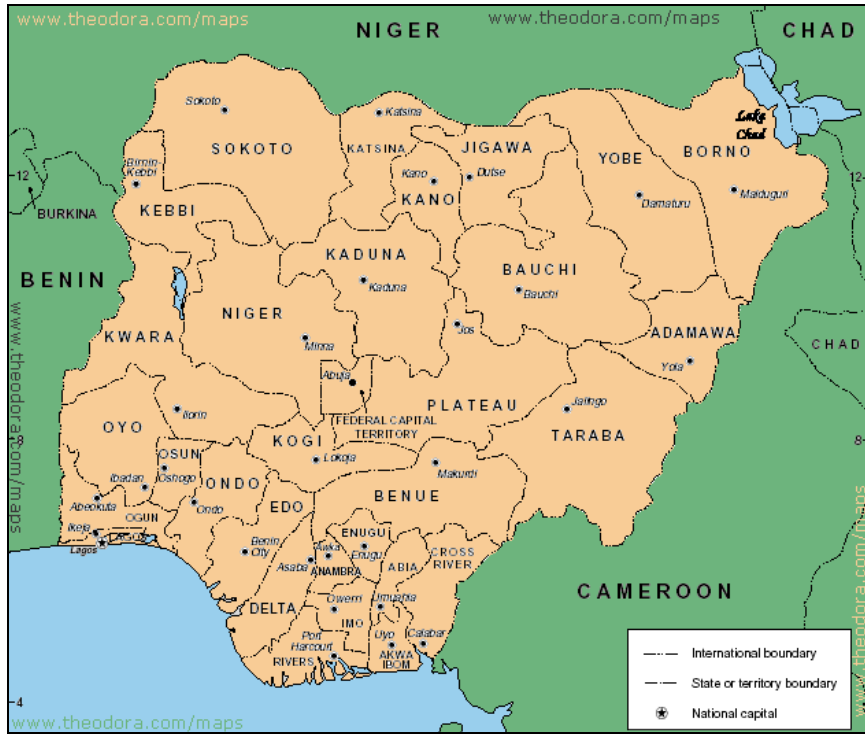 www.theodora.com/maps
www.theodora.com/maps
NIGER
CHAD
Sokoto
Katsina
Lake
Chad
SOKOTO
KATSINA
JIGAWA
YOBE
BORNO
Birnin-
Kebbi
Kano
Dutse
12
12
Maiduguri
Damaturu
KANO
BURKINA
KEBBI
KADUNA
BENIN
Kaduna
BAUCHI
Bauchi
NIGER
KWARA
Jos
ADAMAWA
Minna
CHAD
Yola
Abuja
www.theodora.com/maps
Ilorin
PLATEAU
Jalingo
FEDERAL CAPITAL
TERRITORY
OYO
KOGI
TARABA
8
8
OSUN
Oshogo
Lokoja
Makurdi
Ibadan
ONDO
BENUE
Abeokuta
Ondo
EDO
OGUN
Ikeja
LAGOS
Lagos
Benin
City
ENUGU
Enugu
Awka
Asaba
ANAMBRA
ABIA
CROSS
RIVER
Owerri
Umuahia
CAMEROON
DELTA
IMO
Port
Harcourt
Uyo
Calabar
RIVERS
AKWA
IBOM
International boundary
State or territory boundary
National capital
4
www.theodora.com/maps
www.theodora.com/maps